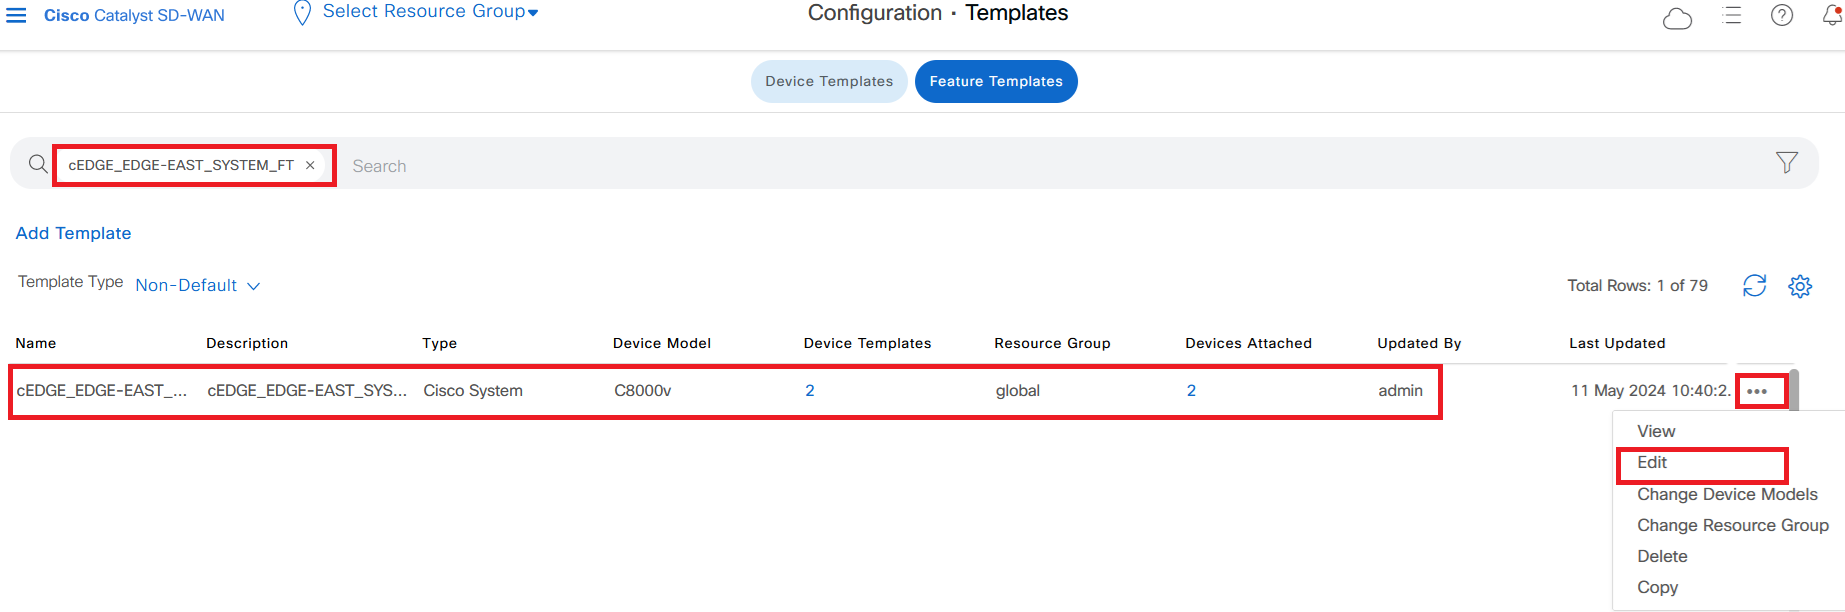 Cisco Catalyst SD-WAN
Select Resource Group
Configuration · Templates
Device Templates
Feature Templates
cEDGE_EDGE-EAST_SYSTEM_FT ×
Search
Add Template
Template Type Non-Default
Total Rows: 1 of 79
Name Description Type Device Model Device Templates Resource Group Devices Attached Updated By Last Updated
cEDGE_EDGE-EAST_... cEDGE_EDGE-EAST_SYS... Cisco System C8000v 2 global 2 admin 11 May 2024 10:40:2. •••
View
Edit
Change Device Models
Change Resource Group
Delete
Copy